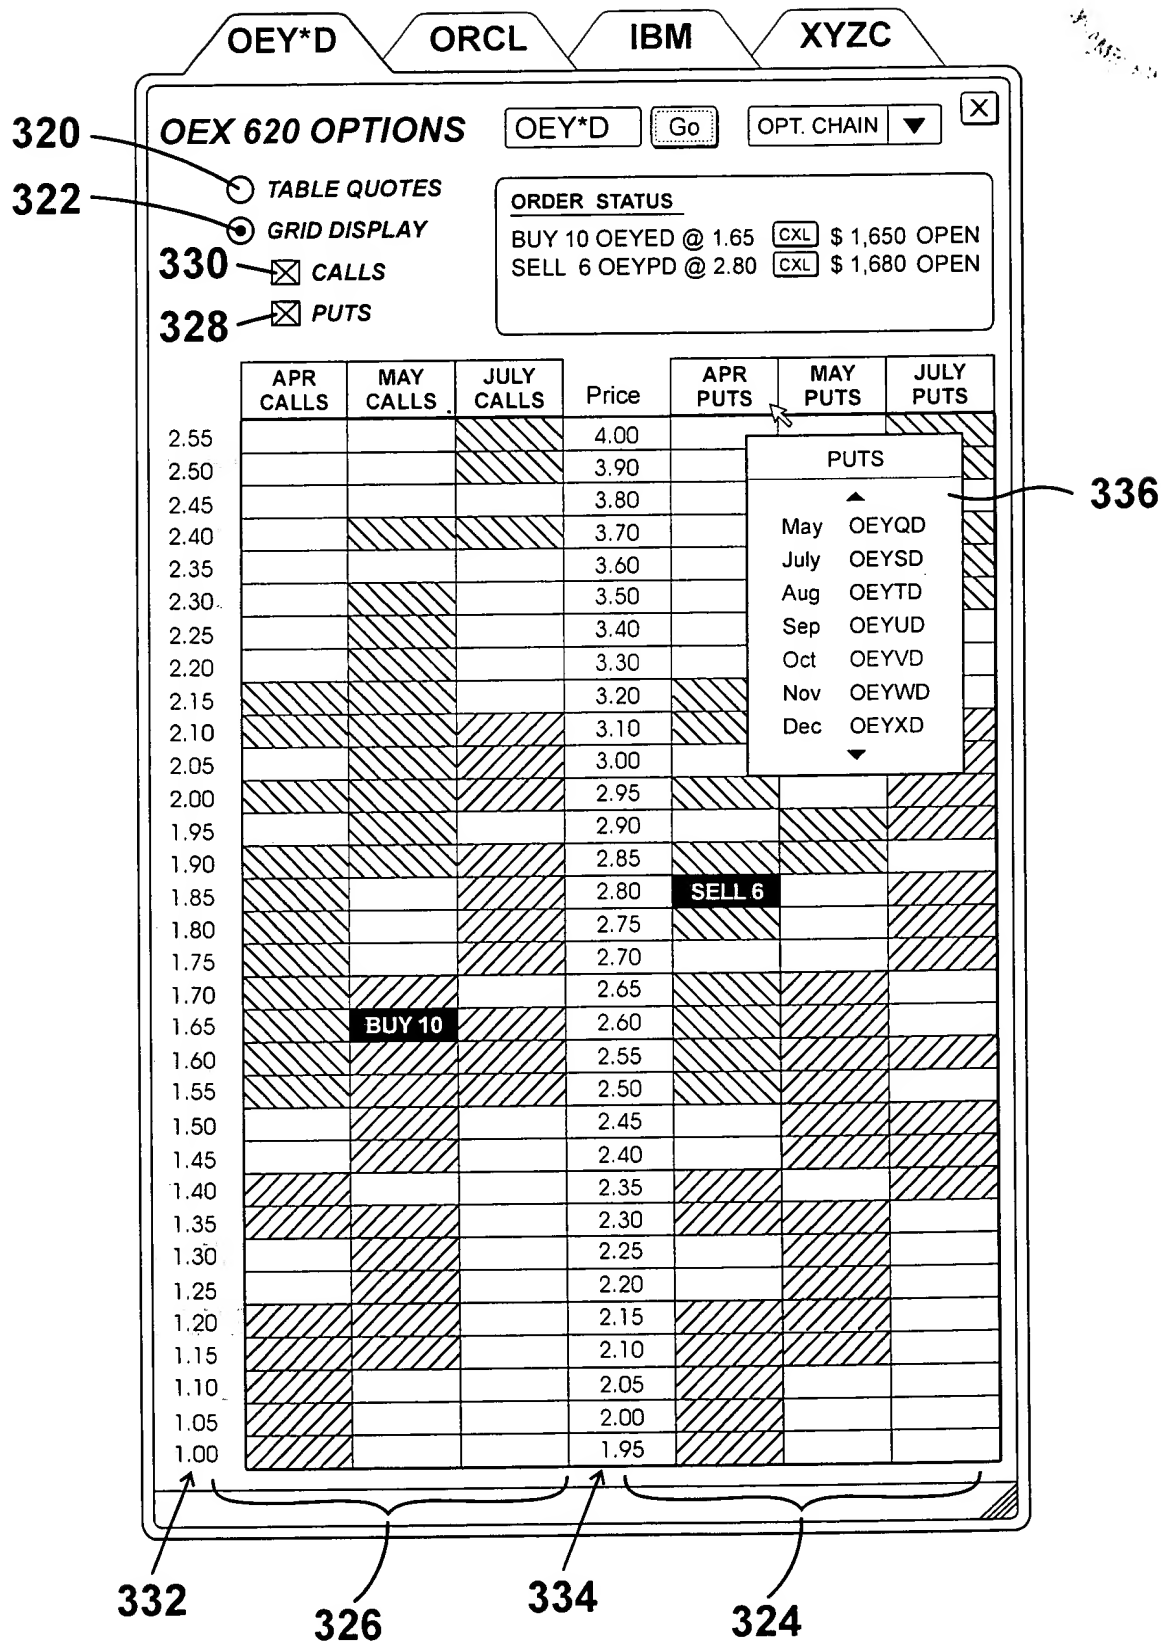 OEY*D ORCL IBM XYZC
OEX 620 OPTIONS OEY*D Go OPT. CHAIN X
320 TABLE QUOTES
322 GRID DISPLAY
330 CALLS
328 PUTS
ORDER STATUS
BUY 10 OEYED @ 1.65 CXL $ 1,650 OPEN
SELL 6 OEYPD @ 2.80 CXL $ 1,680 OPEN
APR CALLS MAY CALLS JULY CALLS Price APR PUTS MAY PUTS JULY PUTS
2.55 4.00
2.50 3.90
2.45 3.80
2.40 3.70
2.35 3.60
2.30 3.50
2.25 3.40
2.20 3.30
2.15 3.20
2.10 3.10
2.05 3.00
2.00 2.95
1.95 2.90
1.90 2.85
1.85 2.80 SELL 6
1.80 2.75
1.75 2.70
1.70 2.65
1.65 BUY 10 2.60
1.60 2.55
1.55 2.50
1.50 2.45
1.45 2.40
1.40 2.35
1.35 2.30
1.30 2.25
1.25 2.20
1.20 2.15
1.15 2.10
1.10 2.05
1.05 2.00
1.00 1.95
PUTS
336
May OEYQD
July OEYSD
Aug OEYTD
Sep OEYUD
Oct OEYVD
Nov OEYWD
Dec OEYXD
332 326 334 324